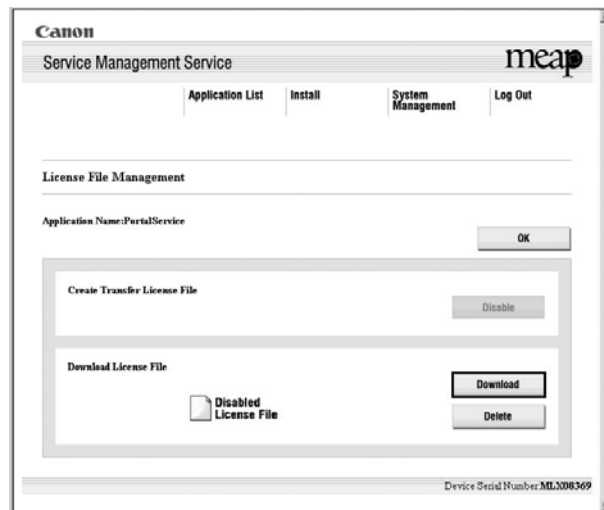 Canon
Service Management Service
meap
Application List Install System Management Log Out
License File Management
Application Name:PortalService
OK
Create Transfer License File
Disable
Download License File
Download
Disabled
License File
Delete
Device Serial Number:MLX08369